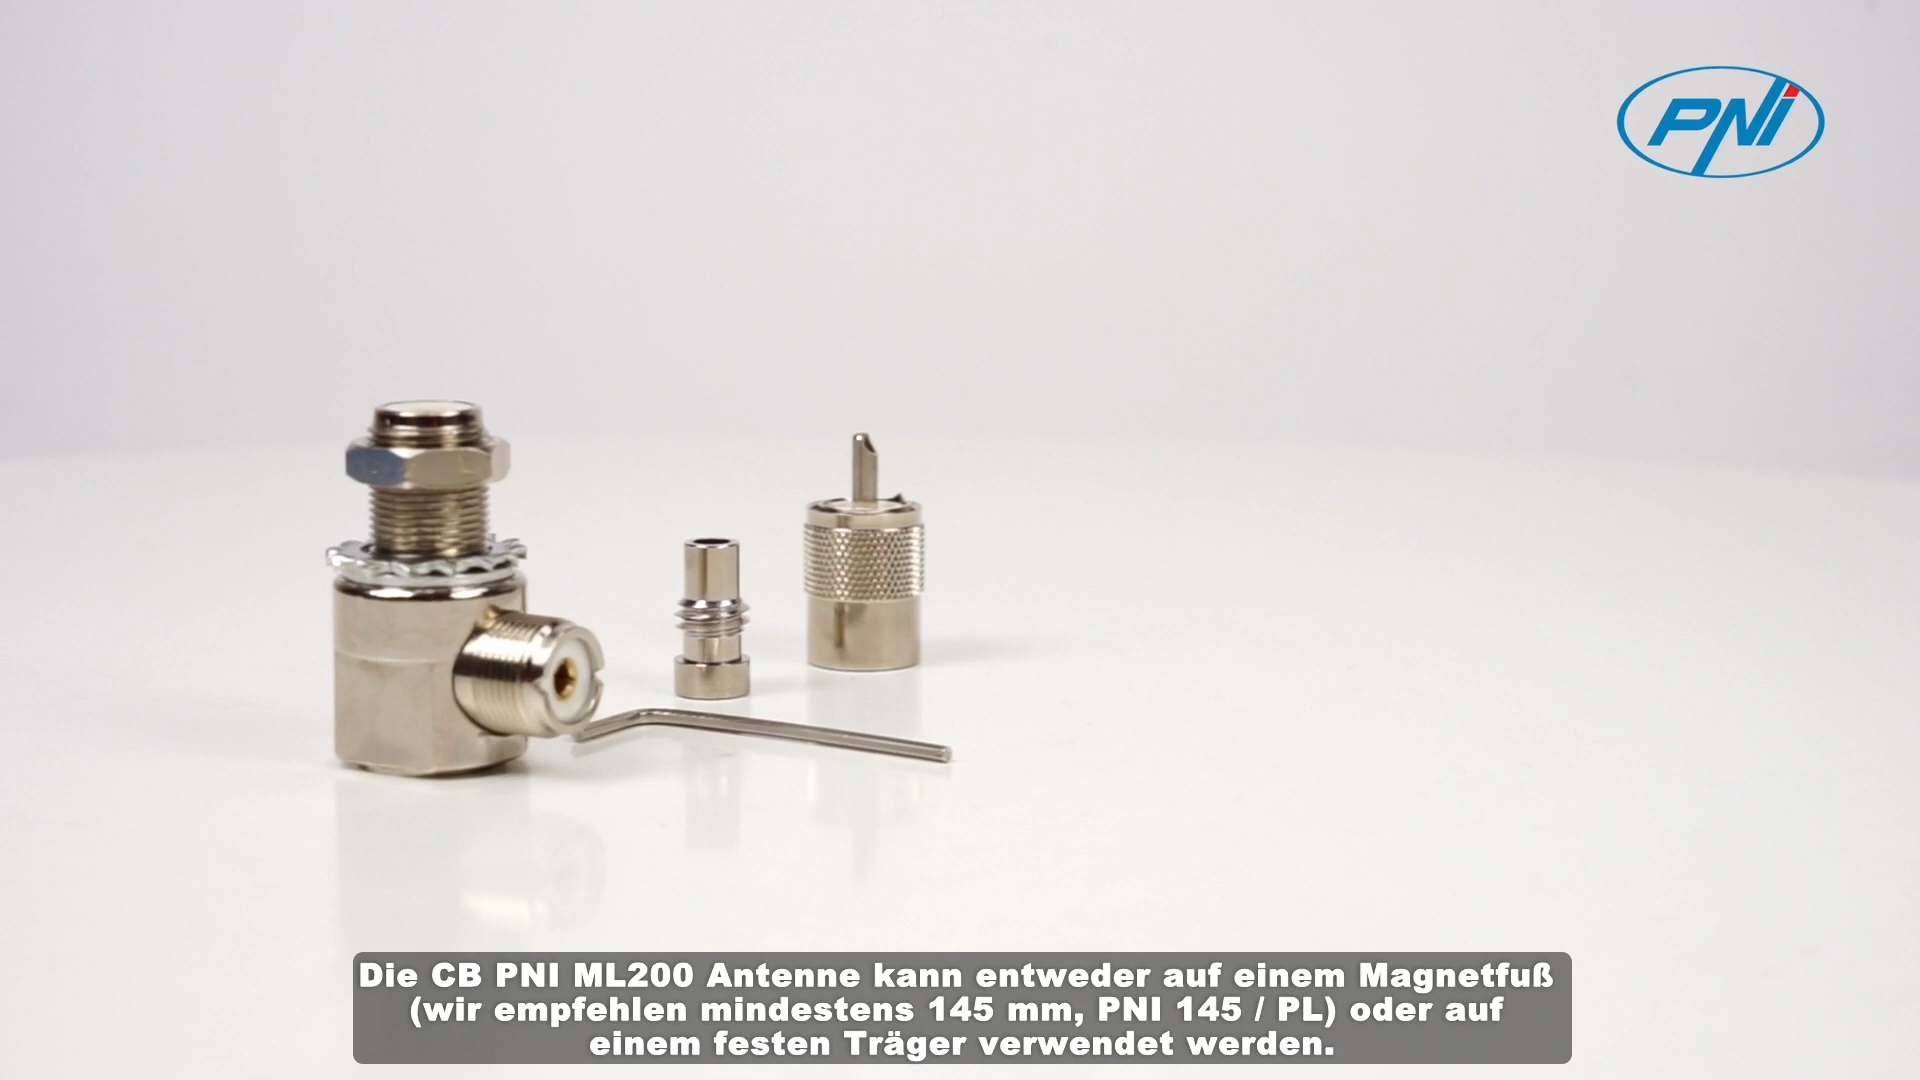 PNI
Die CB PNI ML200 Antenne kann entweder auf einem Magnetfuß
(wir empfehlen mindestens 145 mm, PNI 145 / PL) oder auf
einem festen Träger verwendet werden.